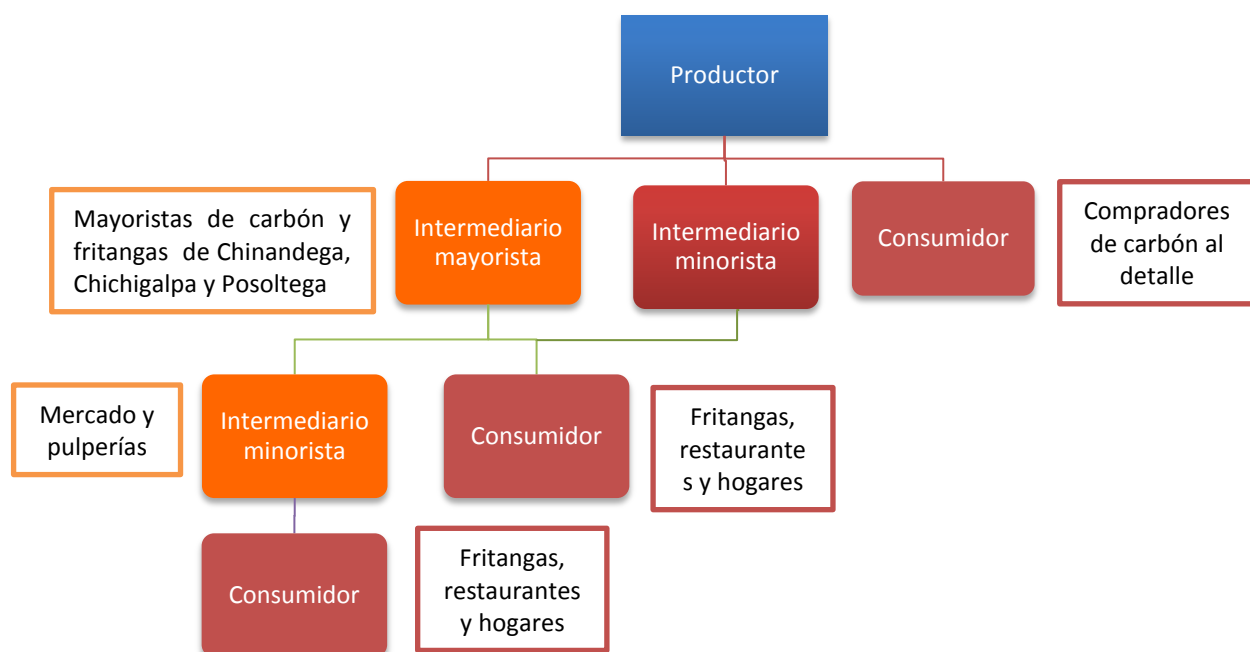 Productor
Mayoristas de carbón y
fritangas de Chinandega,
Chichigalpa y Posoltega
Intermediario
mayorista
Intermediario
minorista
Consumidor
Compradores
de carbón al
detalle
Mercado y
pulperías
Intermediario
minorista
Consumidor
Fritangas,
restaurante
s y hogares
Consumidor
Fritangas,
restaurantes
y hogares